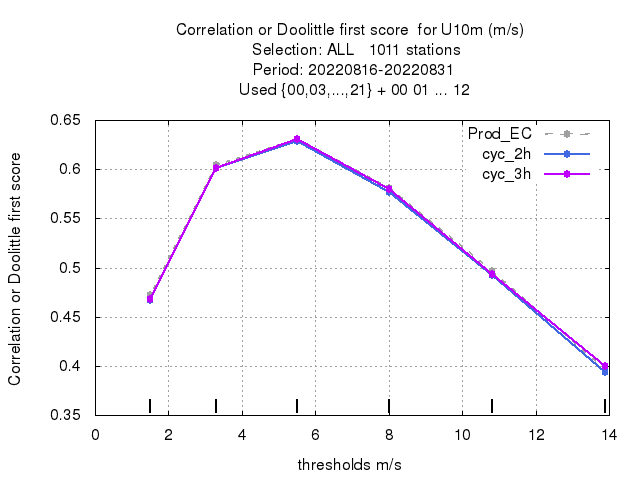 Correlation or Doolittle first score  for U10m (m/s)
Selection: ALL   1011 stations
Period: 20220816-20220831
Used {00,03,...,21} + 00 01 ... 12
Correlation or Doolittle first score
0.65
0.6
0.55
0.5
0.45
0.4
0.35
Prod_EC
cyc_2h
cyc_3h
0 2 4 6 8 10 12 14
thresholds m/s